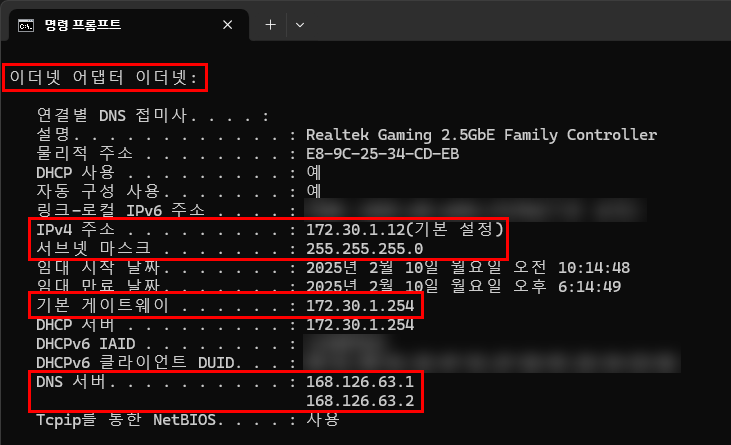 명령 프롬프트
이더넷 어댑터 이더넷:
연결별 DNS 접미사. . . . :
설명. . . . . . . . . . . . : Realtek Gaming 2.5GbE Family Controller
물리적 주소 . . . . . . . . : E8-9C-25-34-CD-EB
DHCP 사용 . . . . . . . . . : 예
자동 구성 사용. . . . . . . : 예
링크-로컬 IPv6 주소 . . . . :
IPv4 주소 . . . . . . . . . : 172.30.1.12(기본 설정)
서브넷 마스크 . . . . . . . : 255.255.255.0
임대 시작 날짜. . . . . . . : 2025년 2월 10일 월요일 오전 10:14:48
임대 만료 날짜. . . . . . . : 2025년 2월 10일 월요일 오후 6:14:49
기본 게이트웨이 . . . . . . : 172.30.1.254
DHCP 서버 . . . . . . . . . : 172.30.1.254
DHCPv6 IAID . . . . . . . . :
DHCPv6 클라이언트 DUID. . . :
DNS 서버. . . . . . . . . . : 168.126.63.1
168.126.63.2
Tcpip를 통한 NetBIOS. . . . : 사용